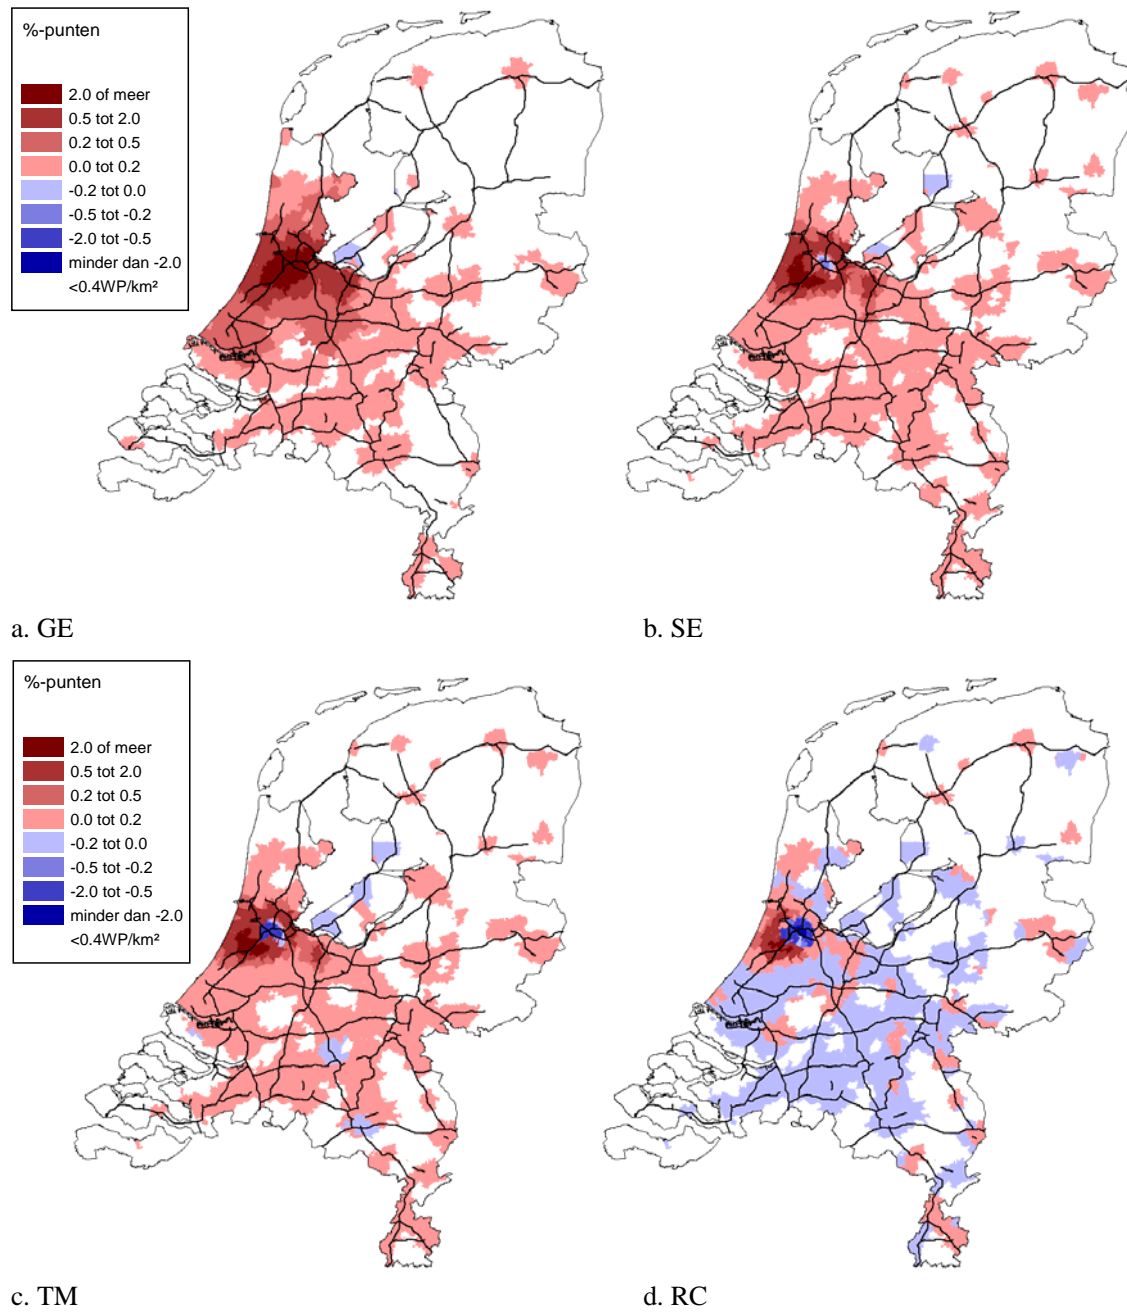 %-punten
2.0 of meer
0.5 tot 2.0
0.2 tot 0.5
0.0 tot 0.2
-0.2 tot 0.0
-0.5 tot -0.2
-2.0 tot -0.5
minder dan -2.0
<0.4WP/km²
a. GE
b. SE
%-punten
2.0 of meer
0.5 tot 2.0
0.2 tot 0.5
0.0 tot 0.2
-0.2 tot 0.0
-0.5 tot -0.2
-2.0 tot -0.5
minder dan -2.0
<0.4WP/km²
c. TM
d. RC